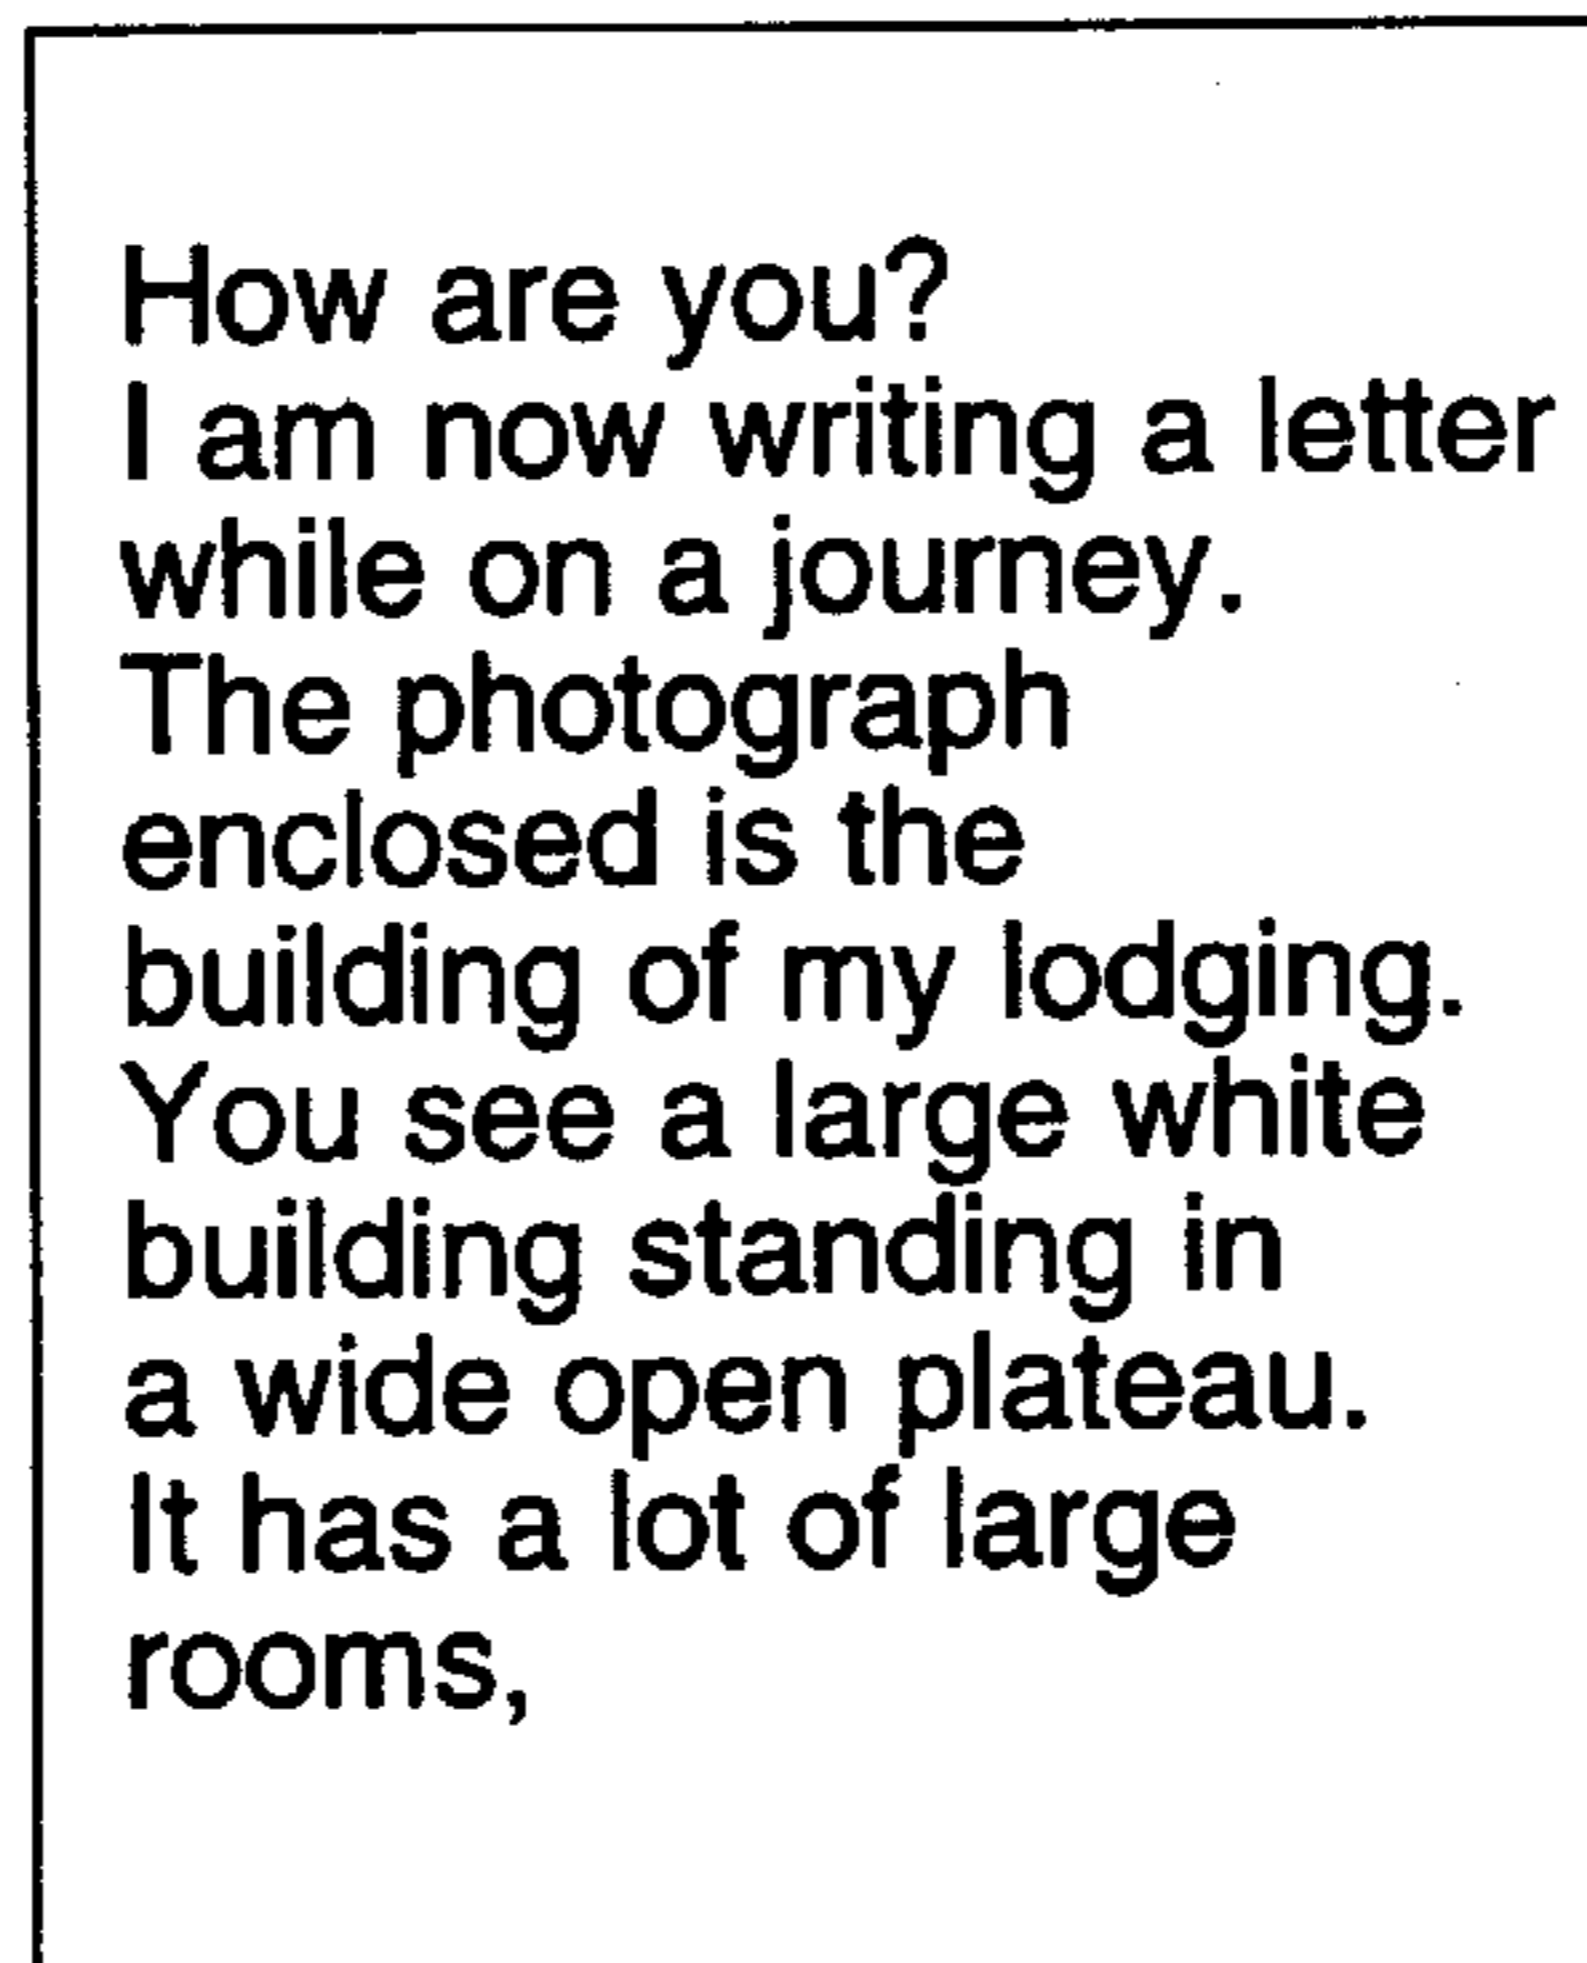 How are you?
I am now writing a letter
while on a journey.
The photograph
enclosed is the
building of my lodging.
You see a large white
building standing in
a wide open plateau.
It has a lot of large
rooms,